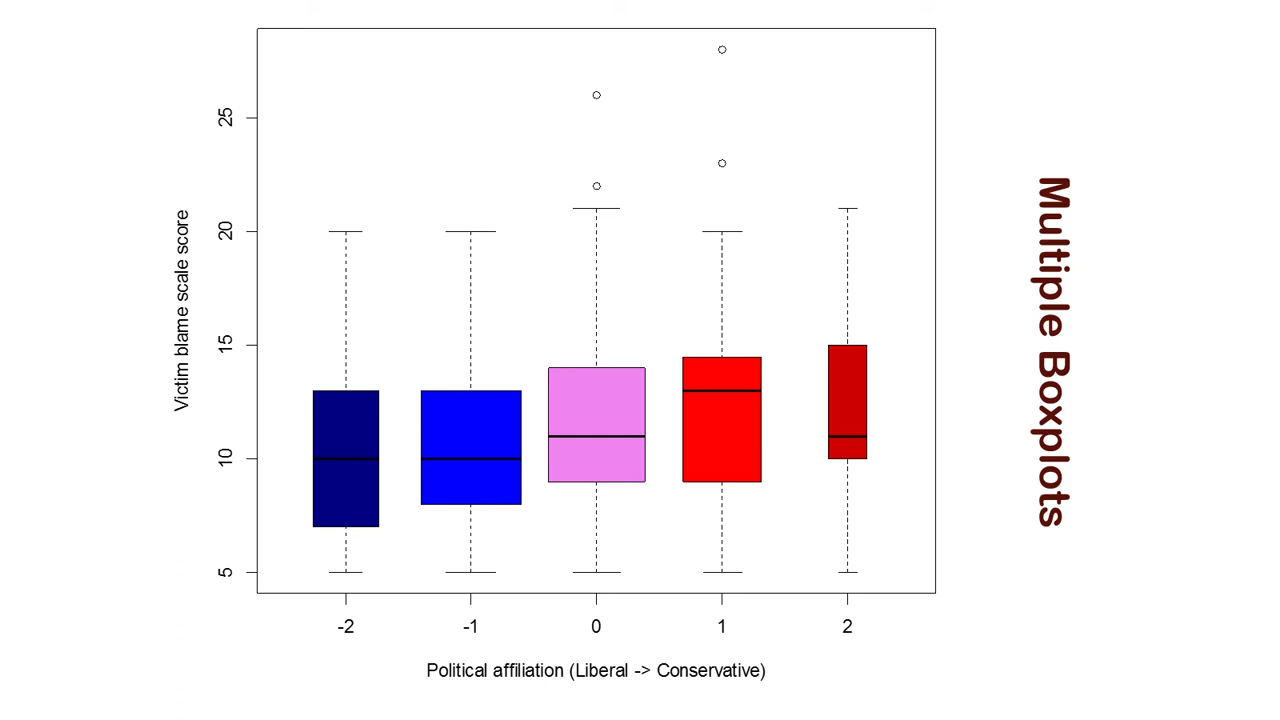 25
20
15
10
5
Victim blame scale score
-2 -1 0 1 2
Political affiliation (Liberal -> Conservative)
Multiple Boxplots